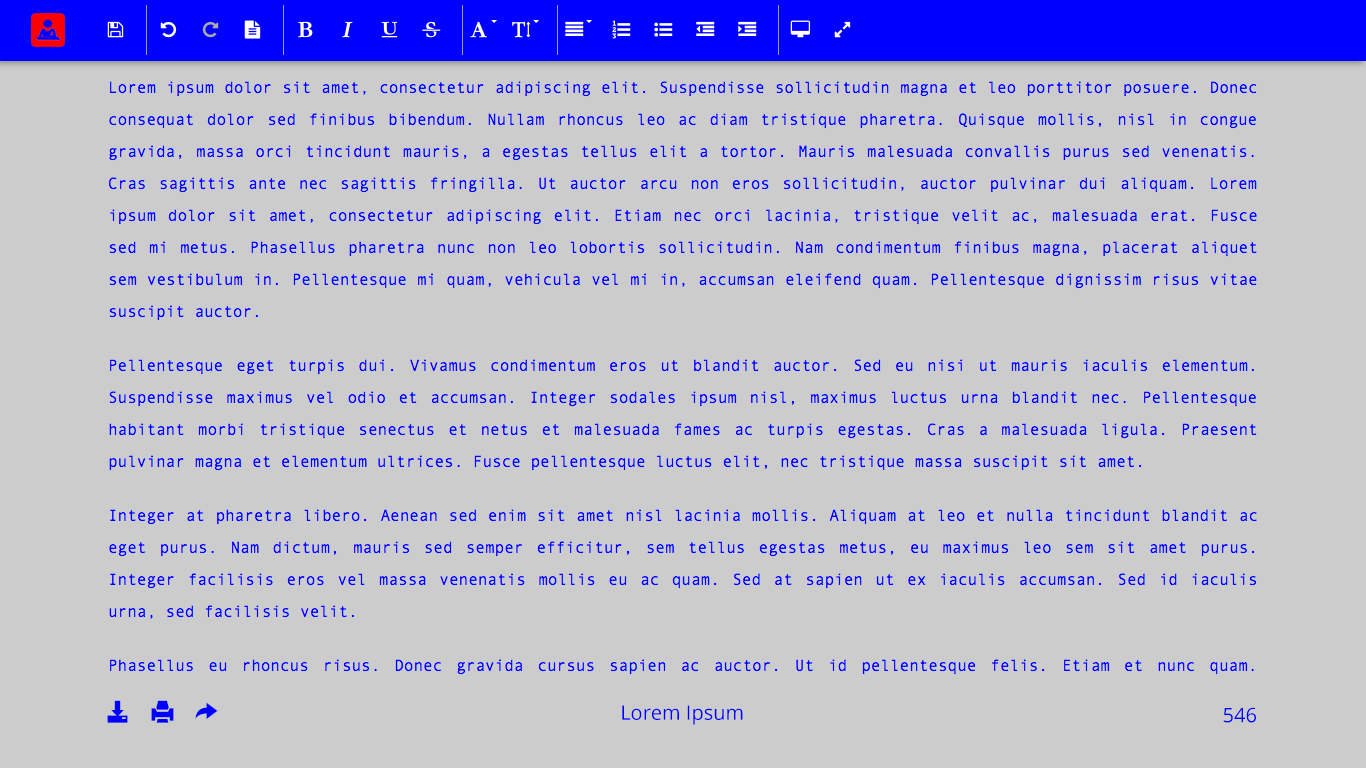 B I U S A T
Lorem ipsum dolor sit amet, consectetur adipiscing elit. Suspendisse sollicitudin magna et leo porttitor posuere. Donec
consequat dolor sed finibus bibendum. Nullam rhoncus leo ac diam tristique pharetra. Quisque mollis, nisl in congue
gravida, massa orci tincidunt mauris, a egestas tellus elit a tortor. Mauris malesuada convallis purus sed venenatis.
Cras sagittis ante nec sagittis fringilla. Ut auctor arcu non eros sollicitudin, auctor pulvinar dui aliquam. Lorem
ipsum dolor sit amet, consectetur adipiscing elit. Etiam nec orci lacinia, tristique velit ac, malesuada erat. Fusce
sed mi metus. Phasellus pharetra nunc non leo lobortis sollicitudin. Nam condimentum finibus magna, placerat aliquet
sem vestibulum in. Pellentesque mi quam, vehicula vel mi in, accumsan eleifend quam. Pellentesque dignissim risus vitae
suscipit auctor.
Pellentesque eget turpis dui. Vivamus condimentum eros ut blandit auctor. Sed eu nisi ut mauris iaculis elementum.
Suspendisse maximus vel odio et accumsan. Integer sodales ipsum nisl, maximus luctus urna blandit nec. Pellentesque
habitant morbi tristique senectus et netus et malesuada fames ac turpis egestas. Cras a malesuada ligula. Praesent
pulvinar magna et elementum ultrices. Fusce pellentesque luctus elit, nec tristique massa suscipit sit amet.
Integer at pharetra libero. Aenean sed enim sit amet nisl lacinia mollis. Aliquam at leo et nulla tincidunt blandit ac
eget purus. Nam dictum, mauris sed semper efficitur, sem tellus egestas metus, eu maximus leo sem sit amet purus.
Integer facilisis eros vel massa venenatis mollis eu ac quam. Sed at sapien ut ex iaculis accumsan. Sed id iaculis
urna, sed facilisis velit.
Phasellus eu rhoncus risus. Donec gravida cursus sapien ac auctor. Ut id pellentesque felis. Etiam et nunc quam.
Lorem Ipsum
546